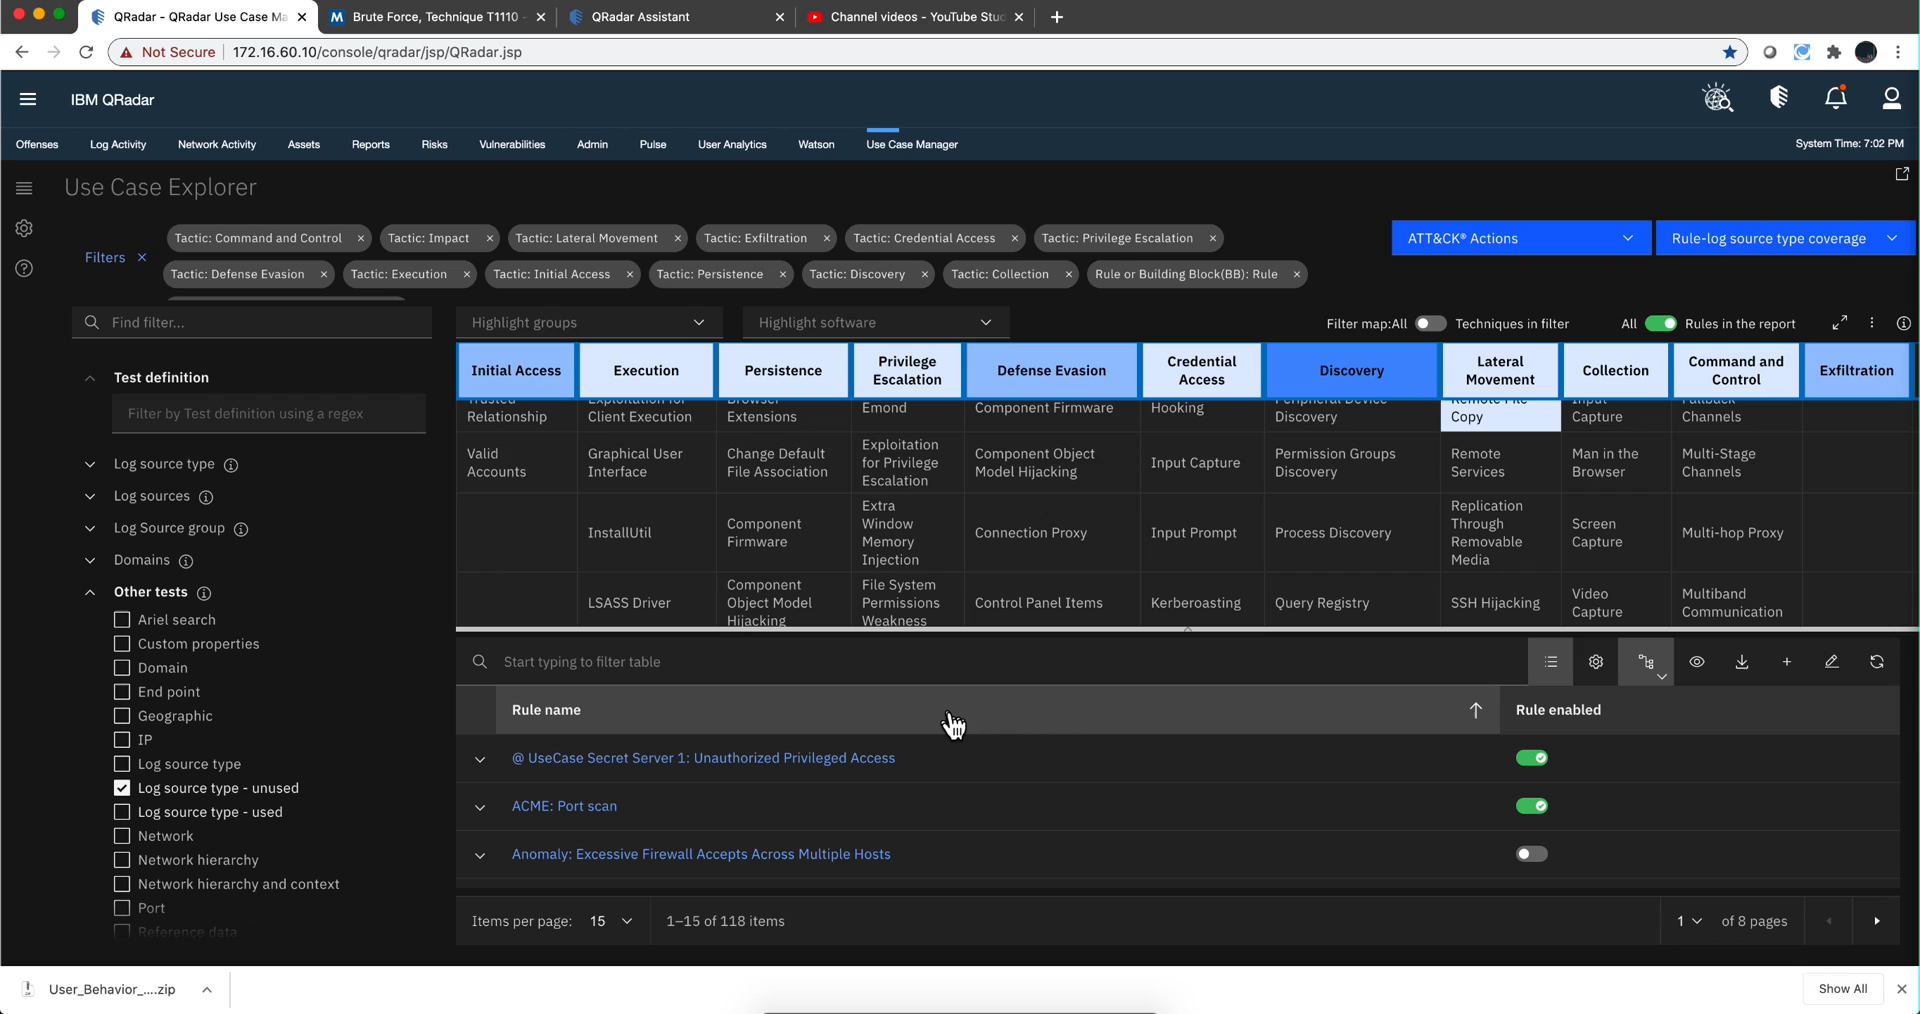 QRadar - QRadar Use Case Ma
Brute Force, Technique T1110 -
QRadar Assistant
Channel videos - YouTube Stu
Not Secure
172.16.60.10/console/qradar/jsp/QRadar.jsp
IBM QRadar
Offenses
Log Activity
Network Activity
Assets
Reports
Risks
Vulnerabilities
Admin
Pulse
User Analytics
Watson
Use Case Manager
System Time: 7:02 PM
Use Case Explorer
Filters ×
Tactic: Command and Control ×
Tactic: Impact ×
Tactic: Lateral Movement ×
Tactic: Exfiltration ×
Tactic: Credential Access ×
Tactic: Privilege Escalation ×
Tactic: Defense Evasion ×
Tactic: Execution ×
Tactic: Initial Access ×
Tactic: Persistence ×
Tactic: Discovery ×
Tactic: Collection ×
Rule or Building Block(BB): Rule ×
ATT&CK® Actions
Rule-log source type coverage
Find filter...
Test definition
Filter by Test definition using a regex
Log source type
Log sources
Log Source group
Domains
Other tests
Ariel search
Custom properties
Domain
End point
Geographic
IP
Log source type
Log source type - unused
Log source type - used
Network
Network hierarchy
Network hierarchy and context
Port
Reference data
Highlight groups
Highlight software
Filter map:All
Techniques in filter
All
Rules in the report
Initial Access
Execution
Persistence
Privilege
Escalation
Defense Evasion
Credential
Access
Discovery
Lateral
Movement
Collection
Command and
Control
Exfiltration
Trusted
Relationship
Exploitation for
Client Execution
Browser
Extensions
Emond
Component Firmware
Hooking
Peripheral Device
Discovery
Remote File
Copy
Input
Capture
Fallback
Channels
Valid
Accounts
Graphical User
Interface
Change Default
File Association
Exploitation
for Privilege
Escalation
Component Object
Model Hijacking
Input Capture
Permission Groups
Discovery
Remote
Services
Man in the
Browser
Multi-Stage
Channels
InstallUtil
Component
Firmware
Extra
Window
Memory
Injection
Connection Proxy
Input Prompt
Process Discovery
Replication
Through
Removable
Media
Screen
Capture
Multi-hop Proxy
LSASS Driver
Component
Object Model
Hijacking
File System
Permissions
Weakness
Control Panel Items
Kerberoasting
Query Registry
SSH Hijacking
Video
Capture
Multiband
Communication
Start typing to filter table
Rule name
Rule enabled
@ UseCase Secret Server 1: Unauthorized Privileged Access
ACME: Port scan
Anomaly: Excessive Firewall Accepts Across Multiple Hosts
Items per page: 15
1–15 of 118 items
1 of 8 pages
User_Behavior_....zip
Show All